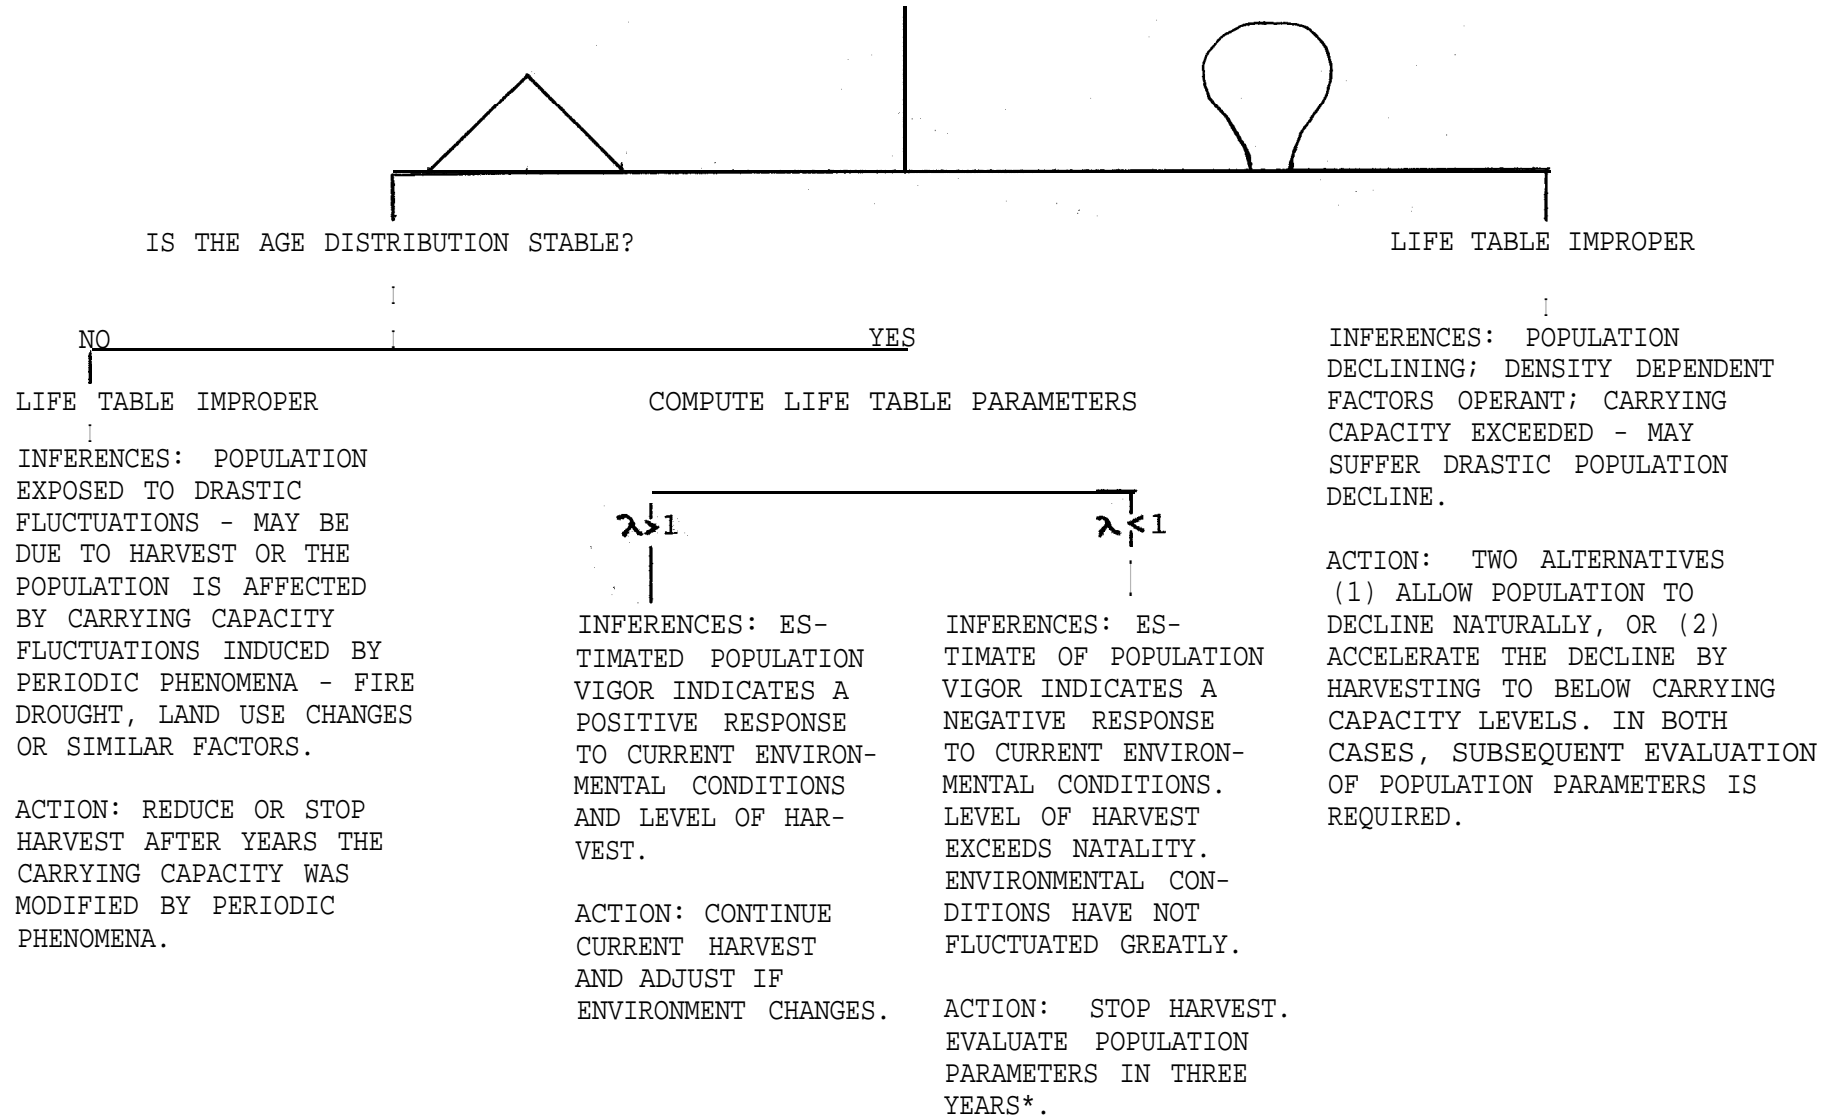 IS THE AGE DISTRIBUTION STABLE?
NO
YES
LIFE TABLE IMPROPER
INFERENCES: POPULATION
EXPOSED TO DRASTIC
FLUCTUATIONS - MAY BE
DUE TO HARVEST OR THE
POPULATION IS AFFECTED
BY CARRYING CAPACITY
FLUCTUATIONS INDUCED BY
PERIODIC PHENOMENA - FIRE
DROUGHT, LAND USE CHANGES
OR SIMILAR FACTORS.
ACTION: REDUCE OR STOP
HARVEST AFTER YEARS THE
CARRYING CAPACITY WAS
MODIFIED BY PERIODIC
PHENOMENA.
COMPUTE LIFE TABLE PARAMETERS
λ>1
INFERENCES: ES-
TIMATED POPULATION
VIGOR INDICATES A
POSITIVE RESPONSE
TO CURRENT ENVIRON-
MENTAL CONDITIONS
AND LEVEL OF HAR-
VEST.
ACTION: CONTINUE
CURRENT HARVEST
AND ADJUST IF
ENVIRONMENT CHANGES.
λ<1
INFERENCES: ES-
TIMATE OF POPULATION
VIGOR INDICATES A
NEGATIVE RESPONSE
TO CURRENT ENVIRON-
MENTAL CONDITIONS.
LEVEL OF HARVEST
EXCEEDS NATALITY.
ENVIRONMENTAL CON-
DITIONS HAVE NOT
FLUCTUATED GREATLY.
ACTION: STOP HARVEST.
EVALUATE POPULATION
PARAMETERS IN THREE
YEARS*.
LIFE TABLE IMPROPER
INFERENCES: POPULATION
DECLINING; DENSITY DEPENDENT
FACTORS OPERANT; CARRYING
CAPACITY EXCEEDED - MAY
SUFFER DRASTIC POPULATION
DECLINE.
ACTION: TWO ALTERNATIVES
(1) ALLOW POPULATION TO
DECLINE NATURALLY, OR (2)
ACCELERATE THE DECLINE BY
HARVESTING TO BELOW CARRYING
CAPACITY LEVELS. IN BOTH
CASES, SUBSEQUENT EVALUATION
OF POPULATION PARAMETERS IS
REQUIRED.